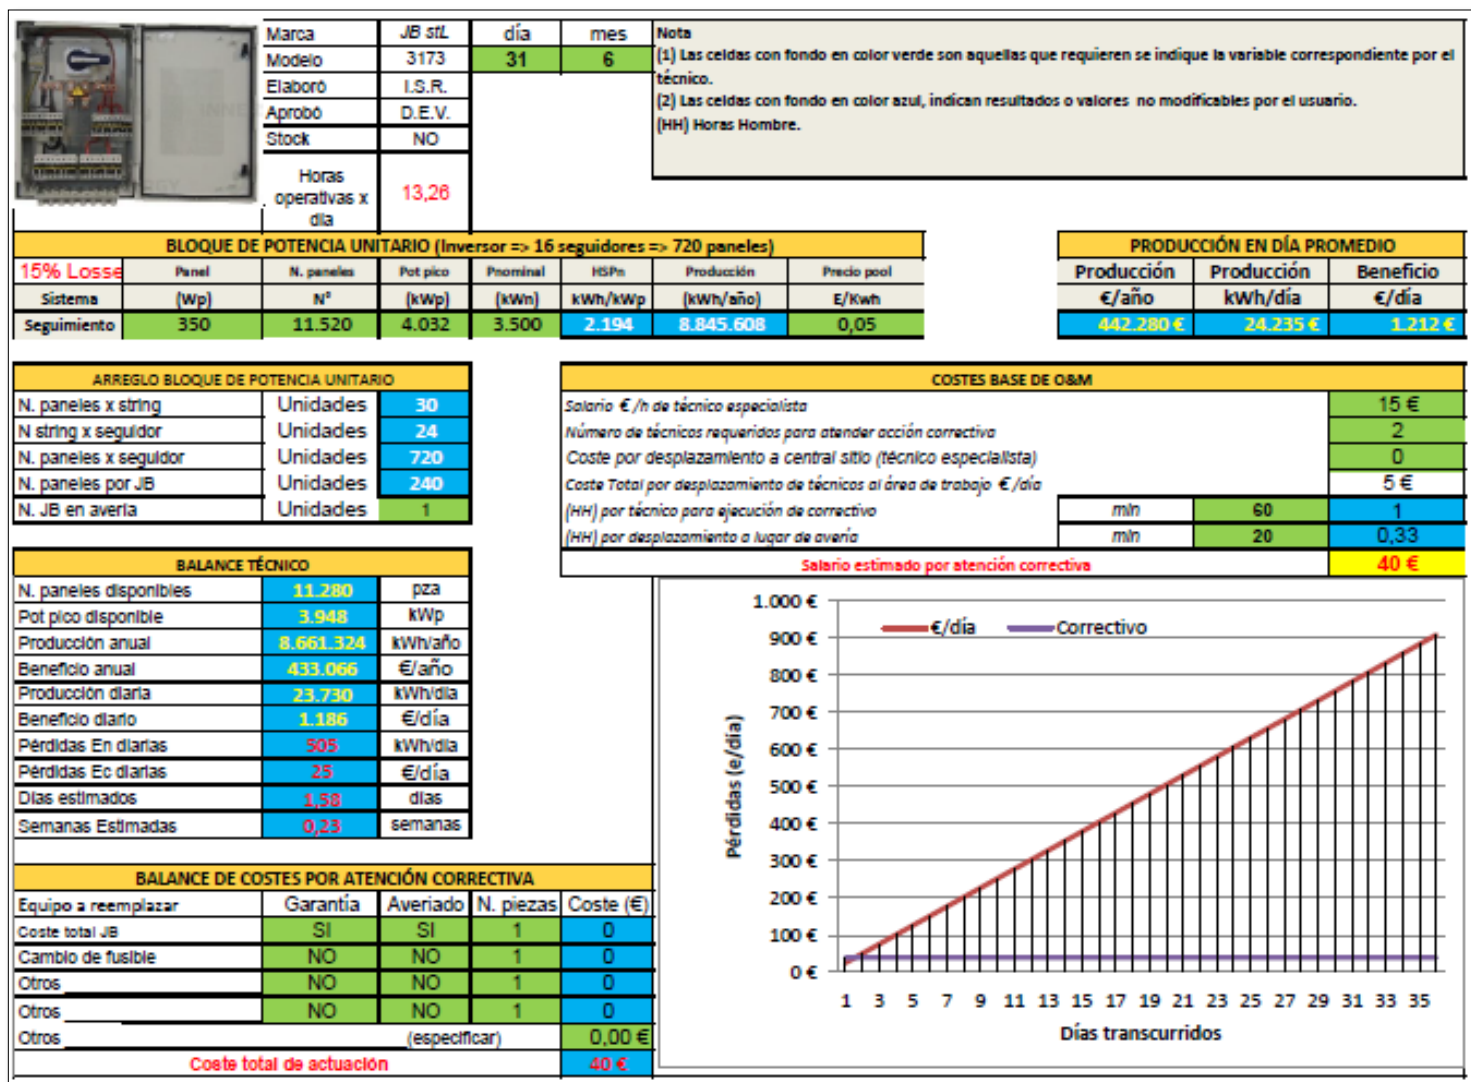 Marca JB stL día mes
Modelo 3173 31 6
Elaboró I.S.R.
Aprobó D.E.V.
Stock NO
Horas operativas x día 13,26
Nota
(1) Las celdas con fondo en color verde son aquellas que requieren se indique la variable correspondiente por el
técnico.
(2) Las celdas con fondo en color azul, indican resultados o valores no modificables por el usuario.
(HH) Horas Hombre.
BLOQUE DE POTENCIA UNITARIO (Inversor => 16 seguidores => 720 paneles)
15% Losse Panel N. paneles Pot pico Pnominal HSPn Producción Precio pool
Sistema (Wp) N° (kWp) (kWn) kWh/kWp (kWh/año) E/Kwh
Seguimiento 350 11.520 4.032 3.500 2.194 8.845.608 0,05
PRODUCCIÓN EN DÍA PROMEDIO
Producción Producción Beneficio
€/año kWh/día €/día
442.280 € 24.235 € 1.212 €
ARREGLO BLOQUE DE POTENCIA UNITARIO
N. paneles x string Unidades 30
N string x seguidor Unidades 24
N. paneles x seguidor Unidades 720
N. paneles por JB Unidades 240
N. JB en avería Unidades 1
COSTES BASE DE O&M
Salario €/h de técnico especialista 15 €
Número de técnicos requeridos para atender acción correctiva 2
Coste por desplazamiento a central sitio (técnico especialista) 0
Coste Total por desplazamiento de técnicos al área de trabajo €/día 5 €
(HH) por técnico para ejecución de correctivo min 60 1
(HH) por desplazamiento a lugar de avería min 20 0,33
Salario estimado por atención correctiva 40 €
BALANCE TÉCNICO
N. paneles disponibles 11.280 pza
Pot pico disponible 3.948 kWp
Producción anual 8.661.324 kWh/año
Beneficio anual 433.066 €/año
Producción diaria 23.730 kWh/día
Beneficio diario 1.186 €/día
Pérdidas En diarias 505 kWh/día
Pérdidas Ec diarias 25 €/día
Días estimados 1,58 días
Semanas Estimadas 0,23 semanas
BALANCE DE COSTES POR ATENCIÓN CORRECTIVA
Equipo a reemplazar Garantía Averiado N. piezas Coste (€)
Coste total JB SI SI 1 0
Cambio de fusible NO NO 1 0
Otros NO NO 1 0
Otros NO NO 1 0
Otros (especificar) 0,00 €
Coste total de actuación 40 €
€/día Correctivo
Pérdidas (e/día)
1.000 €
900 €
800 €
700 €
600 €
500 €
400 €
300 €
200 €
100 €
0 €
1 3 5 7 9 11 13 15 17 19 21 23 25 27 29 31 33 35
Días transcurridos